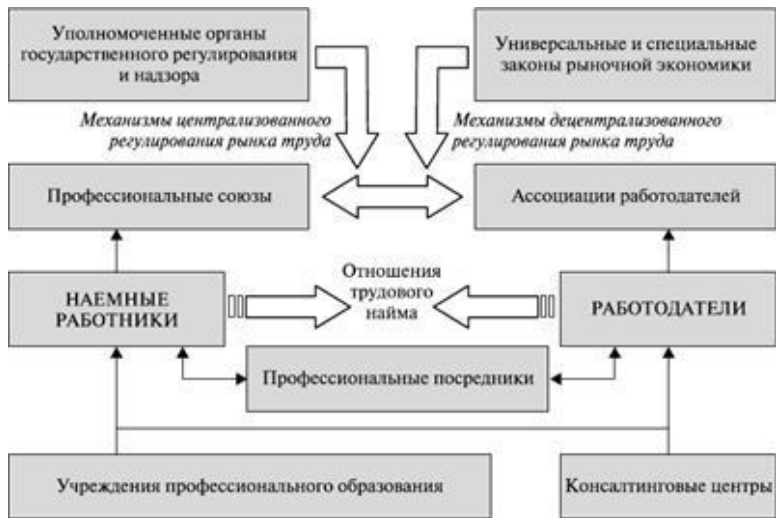 Уполномоченные органы
государственного регулирования
и надзора
Универсальные и специальные
законы рыночной экономики
Механизмы централизованного
регулирования рынка труда
Механизмы децентрализованного
регулирования рынка труда
Профессиональные союзы
Ассоциации работодателей
НАЕМНЫЕ
РАБОТНИКИ
Отношения
трудового
найма
РАБОТОДАТЕЛИ
Профессиональные посредники
Учреждения профессионального образования
Консалтинговые центры